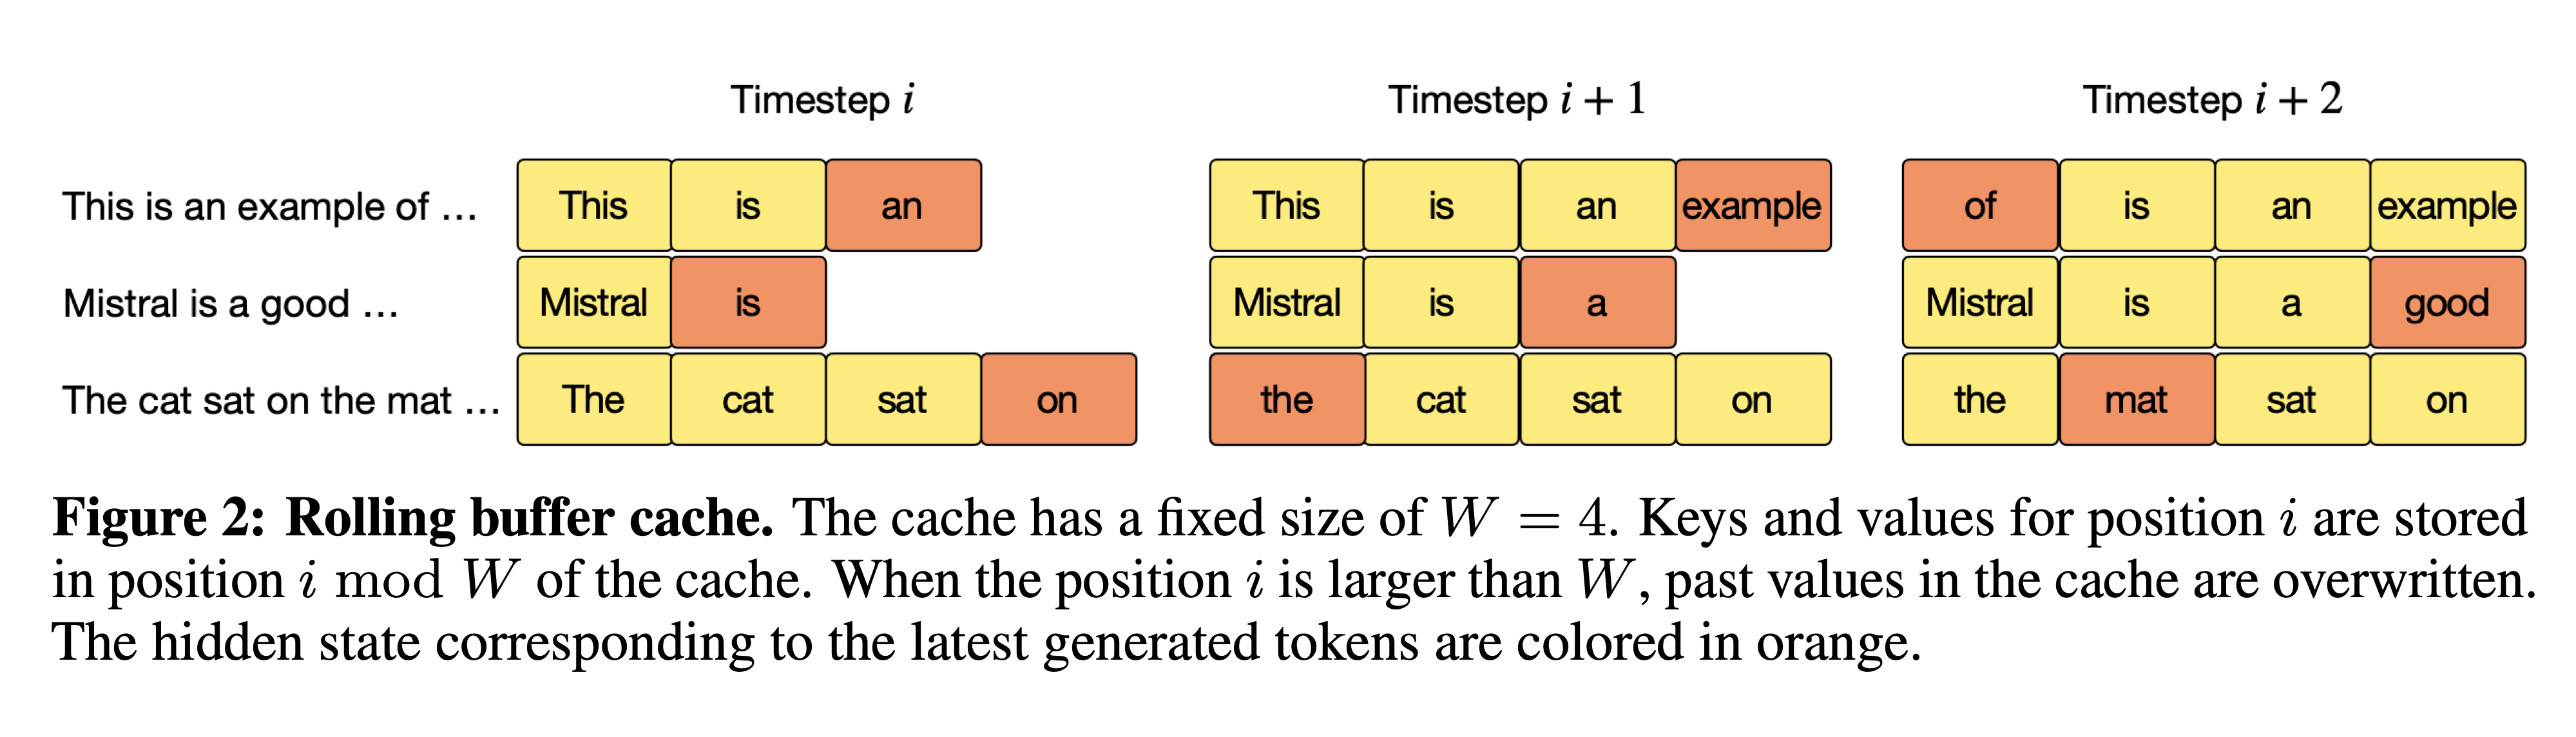 Timestep i Timestep i + 1 Timestep i + 2
This is an example of ... This is an This is an example of is an example
Mistral is a good ... Mistral is Mistral is a Mistral is a good
The cat sat on the mat ... The cat sat on the cat sat on the mat sat on
Figure 2: Rolling buffer cache. The cache has a fixed size of W = 4. Keys and values for position i are stored
in position i mod W of the cache. When the position i is larger than W, past values in the cache are overwritten.
The hidden state corresponding to the latest generated tokens are colored in orange.